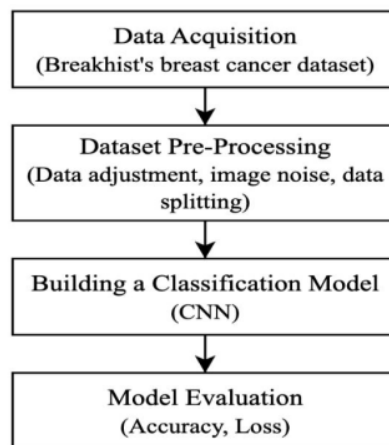 Data Acquisition
(Breakhist's breast cancer dataset)
Dataset Pre-Processing
(Data adjustment, image noise, data
splitting)
Building a Classification Model
(CNN)
Model Evaluation
(Accuracy, Loss)